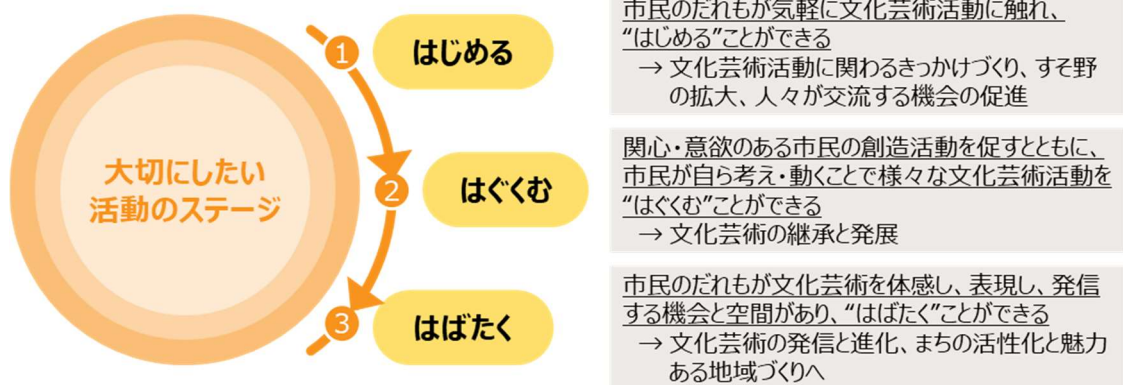 大切にしたい
活動のステージ
1
はじめる
市民のだれもが気軽に文化芸術活動に触れ、
“はじめる”ことができる
→ 文化芸術活動に関わるきっかけづくり、すそ野
の拡大、人々が交流する機会の促進
2
はぐくむ
関心・意欲のある市民の創造活動を促すとともに、
市民が自ら考え・動くことで様々な文化芸術活動を
“はぐくむ”ことができる
→ 文化芸術の継承と発展
3
はばたく
市民のだれもが文化芸術を体感し、表現し、発信
する機会と空間があり、“はばたく”ことができる
→ 文化芸術の発信と進化、まちの活性化と魅力
ある地域づくりへ